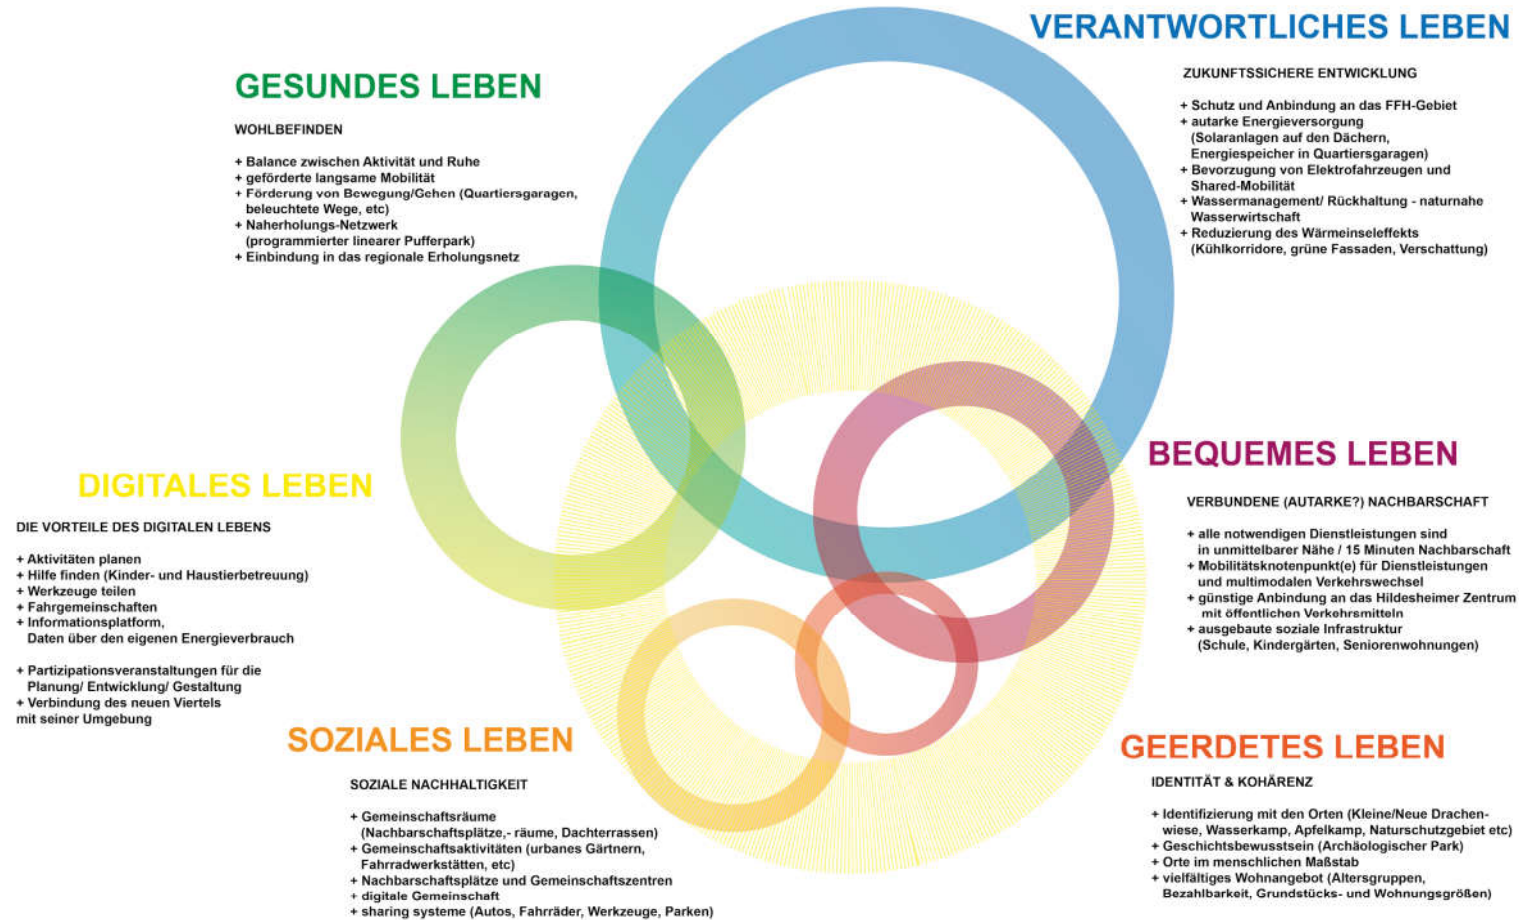 VERANTWORTLICHES LEBEN
ZUKUNFTSSICHERE ENTWICKLUNG
+ Schutz und Anbindung an das FFH-Gebiet
+ autarke Energieversorgung
(Solaranlagen auf den Dächern,
Energiespeicher in Quartiersgaragen)
+ Bevorzugung von Elektrofahrzeugen und
Shared-Mobilität
+ Wassermanagement/ Rückhaltung - naturnahe
Wasserwirtschaft
+ Reduzierung des Wärmeinseleffekts
(Kühlkorridore, grüne Fassaden, Verschattung)
GESUNDES LEBEN
WOHLBEFINDEN
+ Balance zwischen Aktivität und Ruhe
+ geförderte langsame Mobilität
+ Förderung von Bewegung/Gehen (Quartiersgaragen,
beleuchtete Wege, etc)
+ Naherholungs-Netzwerk
(programmierter linearer Pufferpark)
+ Einbindung in das regionale Erholungsnetz
BEQUEMES LEBEN
VERBUNDENE (AUTARKE?) NACHBARSCHAFT
+ alle notwendigen Dienstleistungen sind
in unmittelbarer Nähe / 15 Minuten Nachbarschaft
+ Mobilitätsknotenpunkt(e) für Dienstleistungen
und multimodalen Verkehrswechsel
+ günstige Anbindung an das Hildesheimer Zentrum
mit öffentlichen Verkehrsmitteln
+ ausgebaute soziale Infrastruktur
(Schule, Kindergärten, Seniorenwohnungen)
DIGITALES LEBEN
DIE VORTEILE DES DIGITALEN LEBENS
+ Aktivitäten planen
+ Hilfe finden (Kinder- und Haustierbetreuung)
+ Werkzeuge teilen
+ Fahrgemeinschaften
+ Informationsplatform,
Daten über den eigenen Energieverbrauch
+ Partizipationsveranstaltungen für die
Planung/ Entwicklung/ Gestaltung
+ Verbindung des neuen Viertels
mit seiner Umgebung
SOZIALES LEBEN
SOZIALE NACHHALTIGKEIT
+ Gemeinschaftsräume
(Nachbarschaftsplätze,- räume, Dachterrassen)
+ Gemeinschaftsaktivitäten (urbanes Gärtnern,
Fahrradwerkstätten, etc)
+ Nachbarschaftsplätze und Gemeinschaftszentren
+ digitale Gemeinschaft
+ sharing systeme (Autos, Fahrräder, Werkzeuge, Parken)
GEERDETES LEBEN
IDENTITÄT & KOHÄRENZ
+ Identifizierung mit den Orten (Kleine/Neue Drachen-
wiese, Wasserkamp, Apfelkamp, Naturschutzgebiet etc)
+ Geschichtsbewusstsein (Archäologischer Park)
+ Orte im menschlichen Maßstab
+ vielfältiges Wohnangebot (Altersgruppen,
Bezahlbarkeit, Grundstücks- und Wohnungsgrößen)